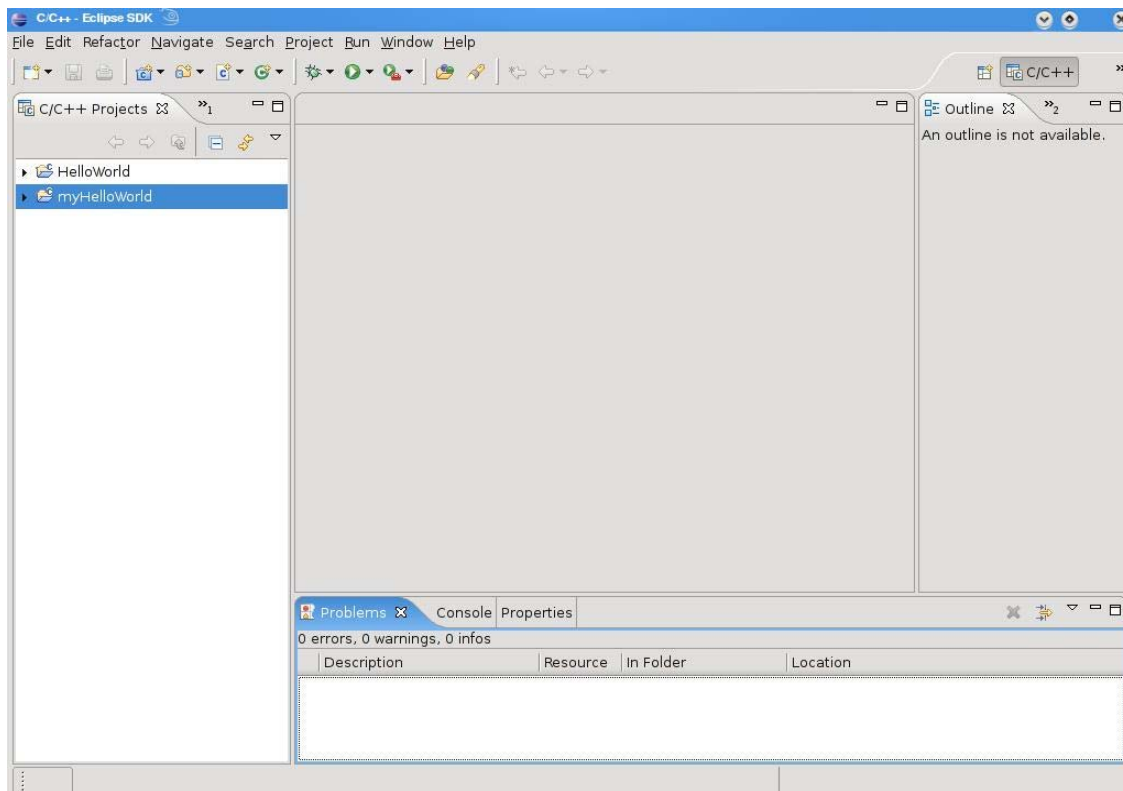 C/C++ - Eclipse SDK
File Edit Refactor Navigate Search Project Run Window Help
C/C++
C/C++ Projects
»1
Outline
»2
An outline is not available.
HelloWorld
myHelloWorld
Problems Console Properties
0 errors, 0 warnings, 0 infos
Description Resource In Folder Location